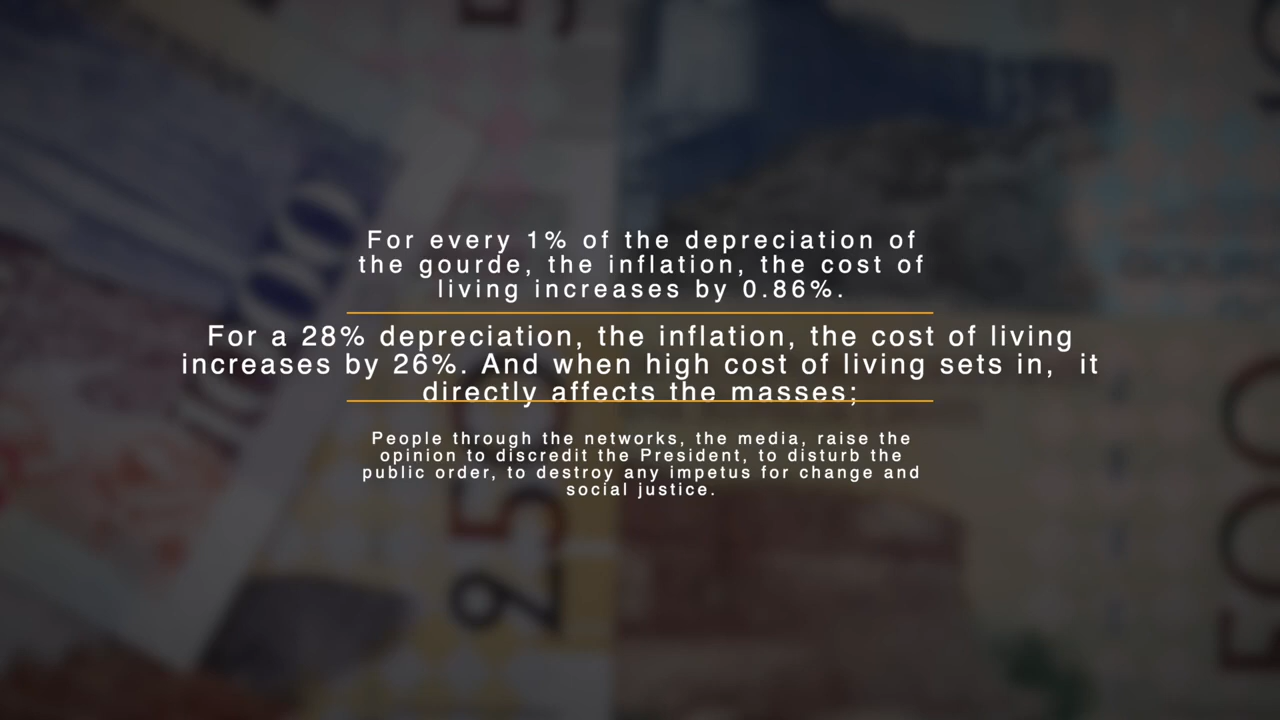 For every 1% of the depreciation of
the gourde, the inflation, the cost of
living increases by 0.86%.
For a 28% depreciation, the inflation, the cost of living
increases by 26%. And when high cost of living sets in, it
directly affects the masses;
People through the networks, the media, raise the
opinion to discredit the President, to disturb the
public order, to destroy any impetus for change and
social justice.
100
250
500